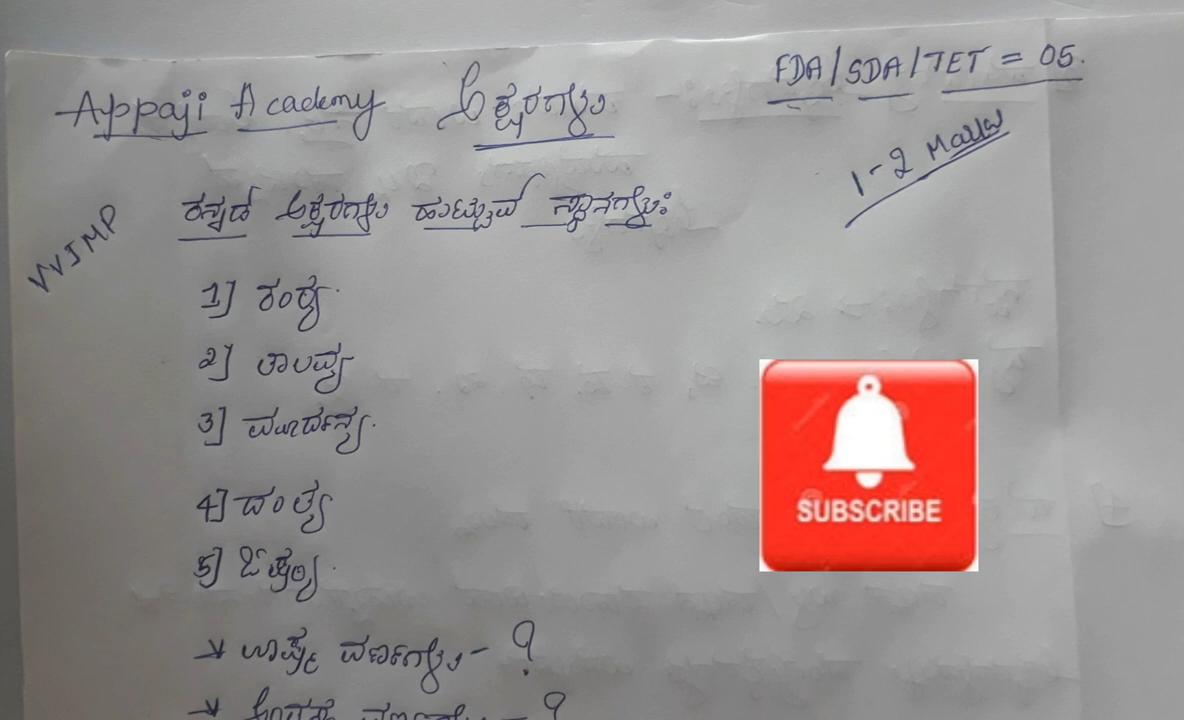 Appaji Academy ಅಕ್ಷರಗಳು FDA/SDA/TET = 05.
1-2 Marks
VVIMP
ಕನ್ನಡ ಅಕ್ಷರಗಳು ಹುಟ್ಟುವ ಸ್ಥಾನಗಳು:
1] ಕಂಠ್ಯ.
2] ತಾಲವ್ಯ
3] ಮೂರ್ಧನ್ಯ.
4] ದಂತ್ಯ
5] ಓಷ್ಠ್ಯ.
SUBSCRIBE
→ ವರ್ಣಗಳು - ?
→ - ?